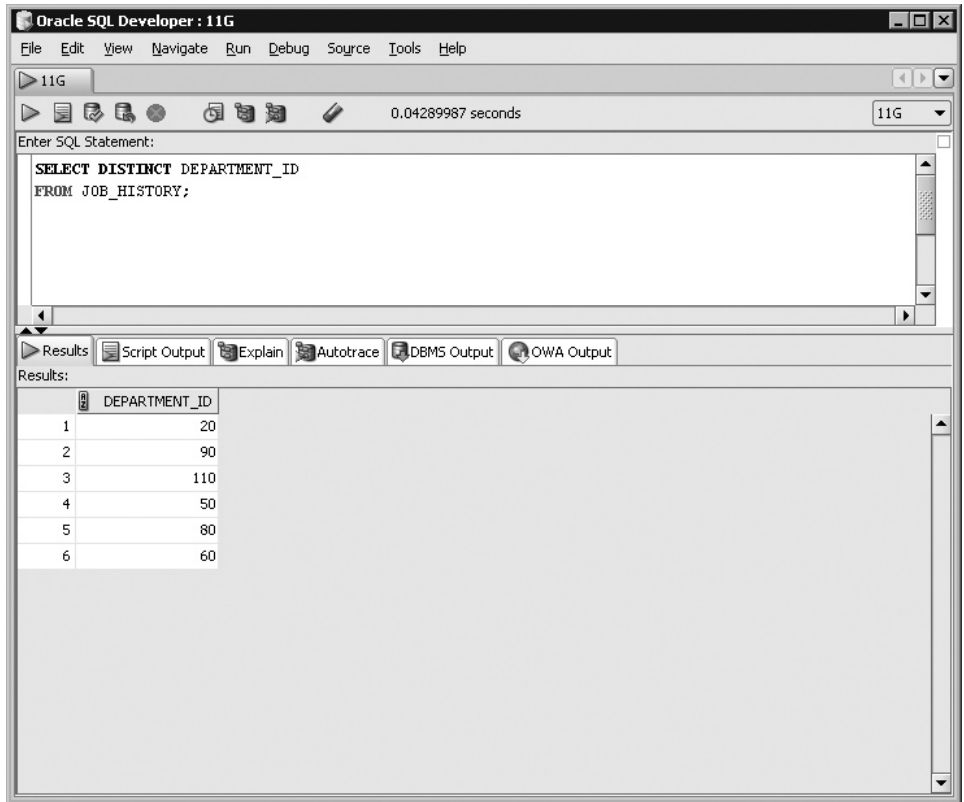 Oracle SQL Developer : 11G
File Edit View Navigate Run Debug Source Tools Help
11G
0.04289987 seconds
11G
Enter SQL Statement:
SELECT DISTINCT DEPARTMENT_ID
FROM JOB_HISTORY;
Results Script Output Explain Autotrace DBMS Output OWA Output
Results:
DEPARTMENT_ID
1 20
2 90
3 110
4 50
5 80
6 60